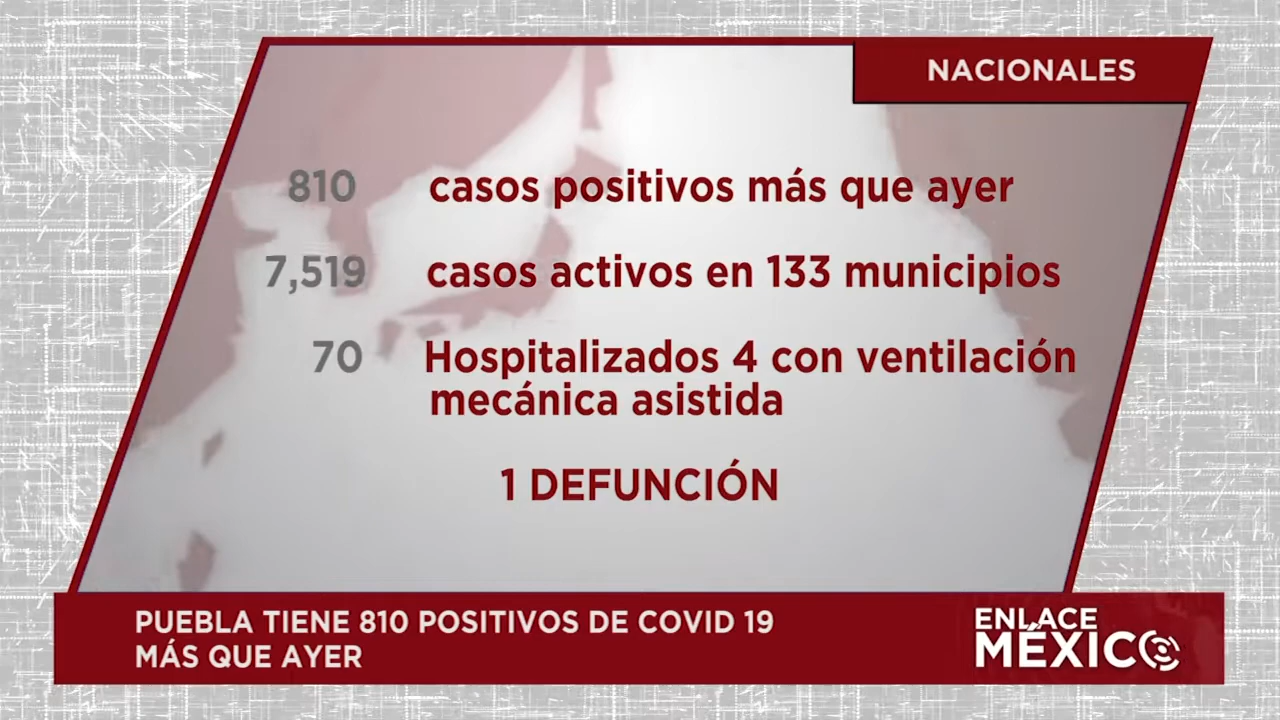 NACIONALES
810 casos positivos más que ayer
7,519 casos activos en 133 municipios
70 Hospitalizados 4 con ventilación
mecánica asistida
1 DEFUNCIÓN
PUEBLA TIENE 810 POSITIVOS DE COVID 19
MÁS QUE AYER
ENLACE
MÉXICO